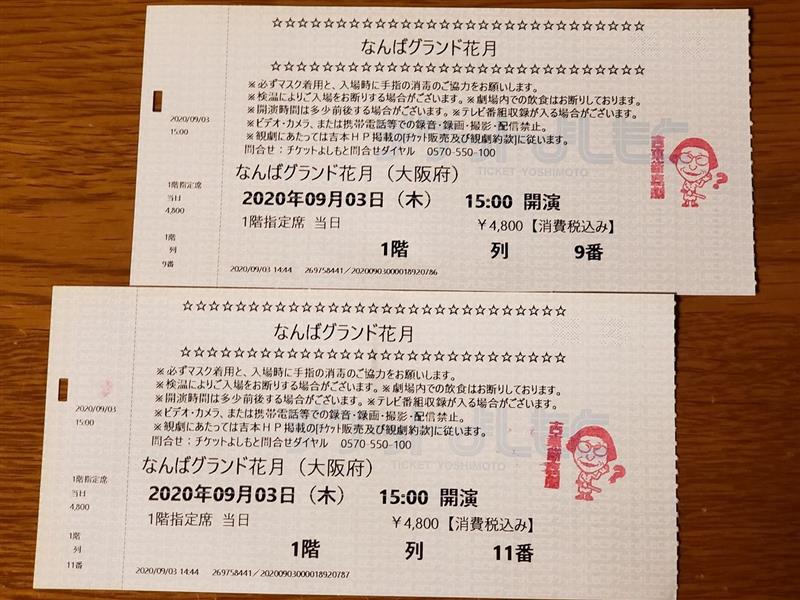 ☆☆☆☆☆☆☆☆☆☆☆☆☆☆☆☆☆☆☆☆☆☆☆☆☆☆☆☆☆
なんばグランド花月
☆☆☆☆☆☆☆☆☆☆☆☆☆☆☆☆☆☆☆☆☆☆☆☆☆☆☆☆☆
※必ずマスク着用と、入場時に手指の消毒のご協力をお願いします。
※検温によりご入場をお断りする場合がございます。※劇場内での飲食はお断りしております。
※開演時間は多少前後する場合がございます。※テレビ番組収録が入る場合がございます。
※ビデオ・カメラ、または携帯電話等での録音・録画・撮影・配信禁止。
※観劇にあたっては吉本HP掲載の[チケット販売及び観劇約款]に従います。
問合せ：チケットよしもと問合せダイヤル 0570-550-100
TICKET YOSHIMOTO
なんばグランド花月（大阪府）
2020年09月03日（木） 15:00 開演
1階指定席 当日 ￥4,800【消費税込み】
1階 列 9番
2020/09/03 14:44 269758441／20200903000018920786
2020/09/03
15:00
1階指定席
当日
4,800
1階
列
9番
☆☆☆☆☆☆☆☆☆☆☆☆☆☆☆☆☆☆☆☆☆☆☆☆☆☆☆☆☆
なんばグランド花月
☆☆☆☆☆☆☆☆☆☆☆☆☆☆☆☆☆☆☆☆☆☆☆☆☆☆☆☆☆
※必ずマスク着用と、入場時に手指の消毒のご協力をお願いします。
※検温によりご入場をお断りする場合がございます。※劇場内での飲食はお断りしております。
※開演時間は多少前後する場合がございます。※テレビ番組収録が入る場合がございます。
※ビデオ・カメラ、または携帯電話等での録音・録画・撮影・配信禁止。
※観劇にあたっては吉本HP掲載の[チケット販売及び観劇約款]に従います。
問合せ：チケットよしもと問合せダイヤル 0570-550-100
TICKET YOSHIMOTO
なんばグランド花月（大阪府）
2020年09月03日（木） 15:00 開演
1階指定席 当日 ￥4,800【消費税込み】
1階 列 11番
2020/09/03 14:44 269758441／20200903000018920787
2020/09/03
15:00
1階指定席
当日
4,800
1階
列
11番